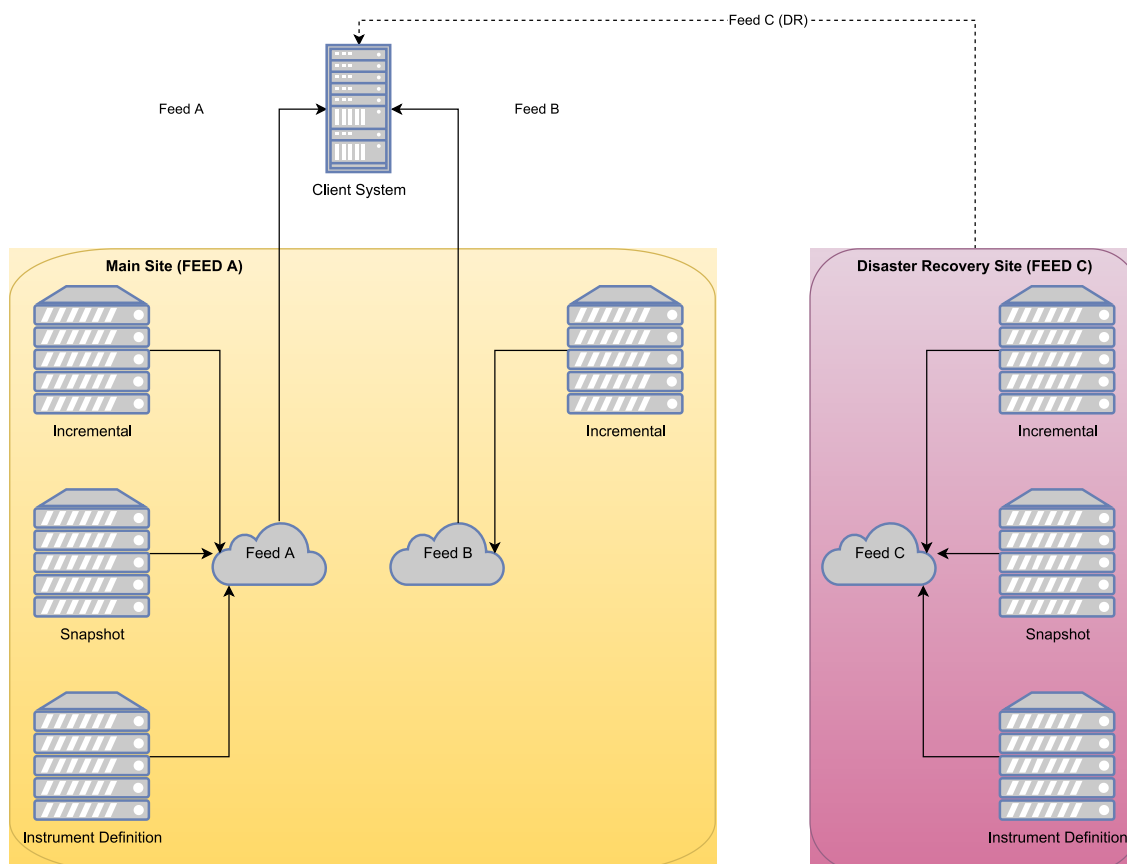 Feed C (DR)
Feed A
Feed B
Client System
Main Site (FEED A)
Disaster Recovery Site (FEED C)
Incremental
Incremental
Incremental
Feed A
Feed B
Feed C
Snapshot
Snapshot
Instrument Definition
Instrument Definition